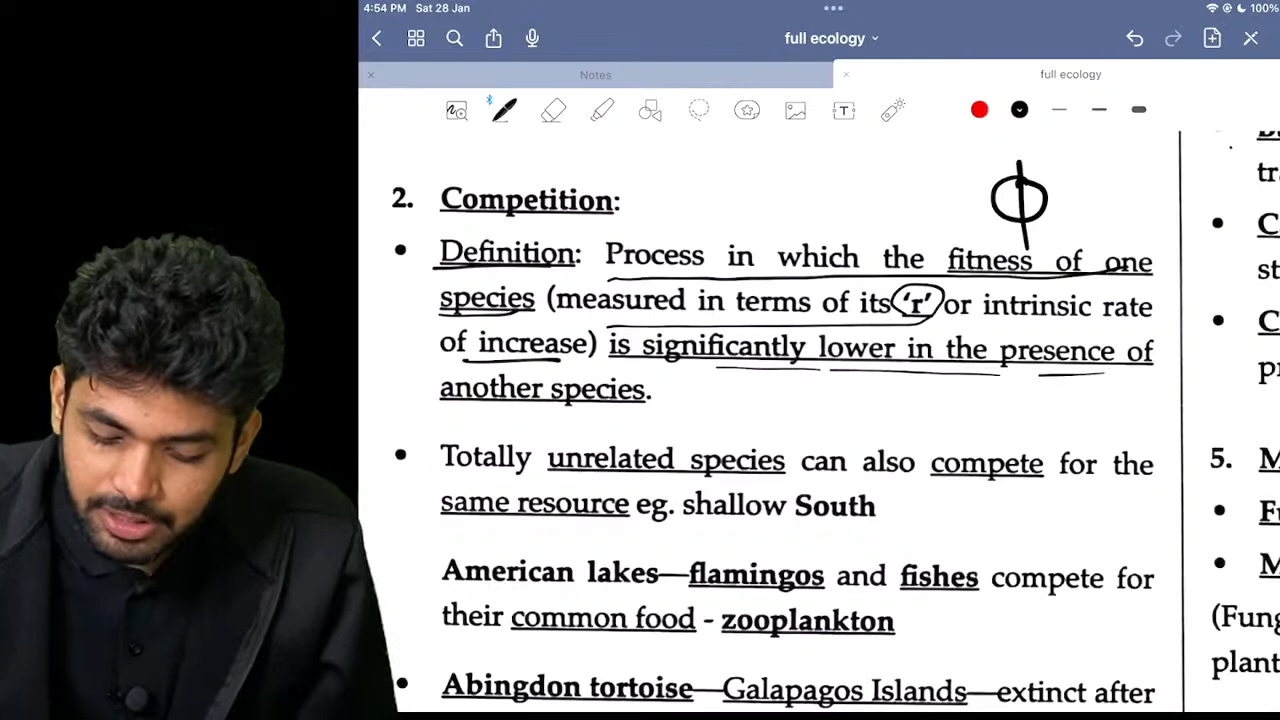 4:54 PM Sat 28 Jan
100%
full ecology
Notes
full ecology
T
2. Competition:
• Definition: Process in which the fitness of one
species (measured in terms of its 'r' or intrinsic rate
of increase) is significantly lower in the presence of
another species.
• Totally unrelated species can also compete for the
same resource eg. shallow South
American lakes—flamingos and fishes compete for
their common food - zooplankton
• Abingdon tortoise—Galapagos Islands—extinct after
5.
(Fung
plant